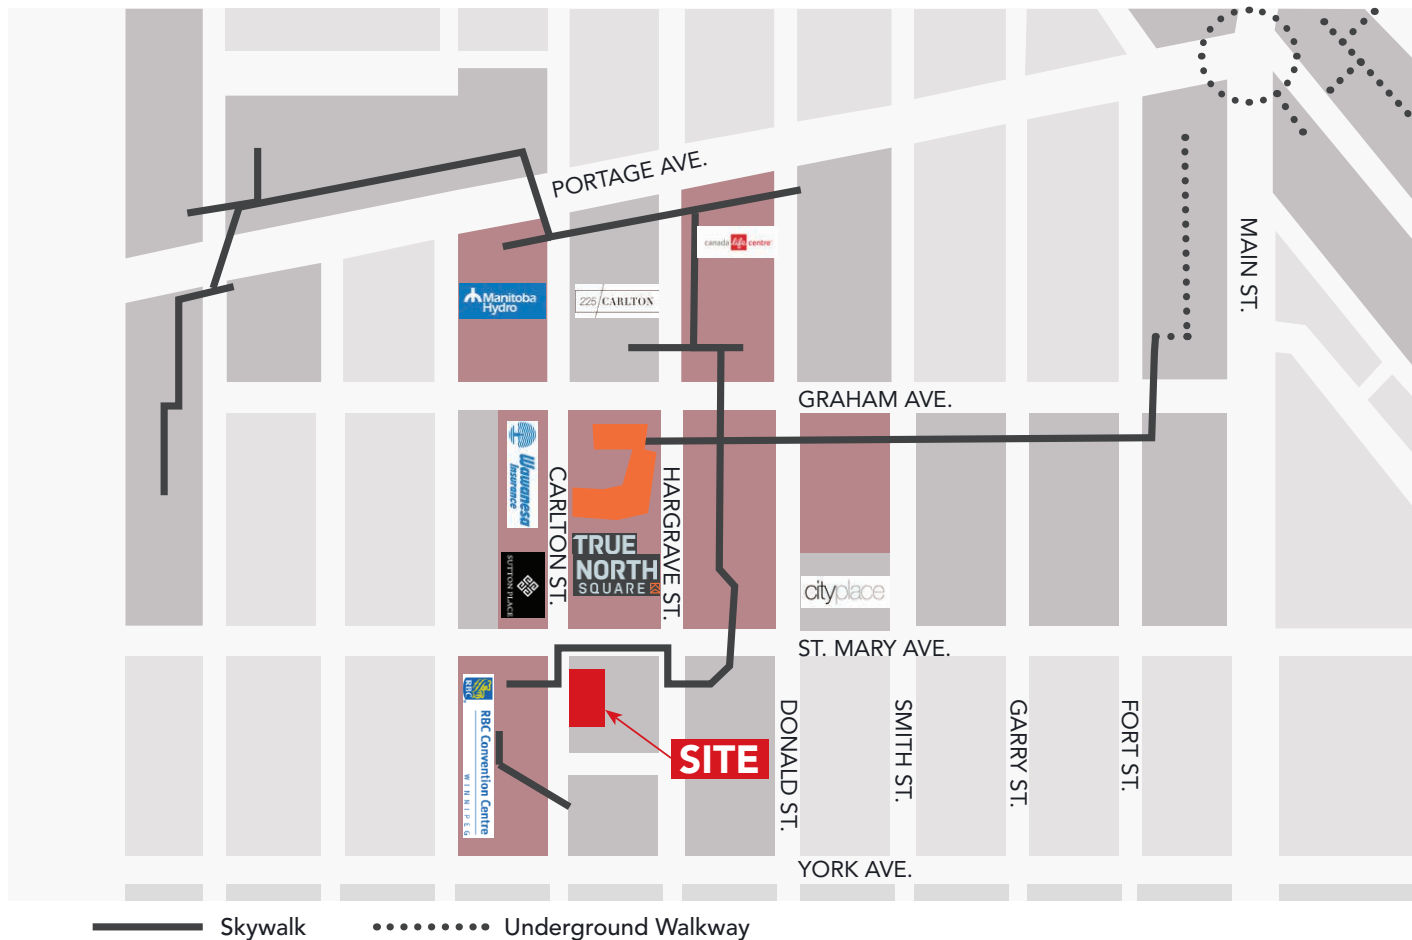 PORTAGE AVE.
MAIN ST.
canada life centre
Manitoba
Hydro
225 CARLTON
GRAHAM AVE.
Wawanesa
Insurance
CARLTON ST.
HARGRAVE ST.
TRUE
NORTH
SQUARE
SUTTON PLACE
cityplace
ST. MARY AVE.
RBC
RBC Convention Centre
WINNIPEG
SITE
DONALD ST.
SMITH ST.
GARRY ST.
FORT ST.
YORK AVE.
Skywalk
Underground Walkway